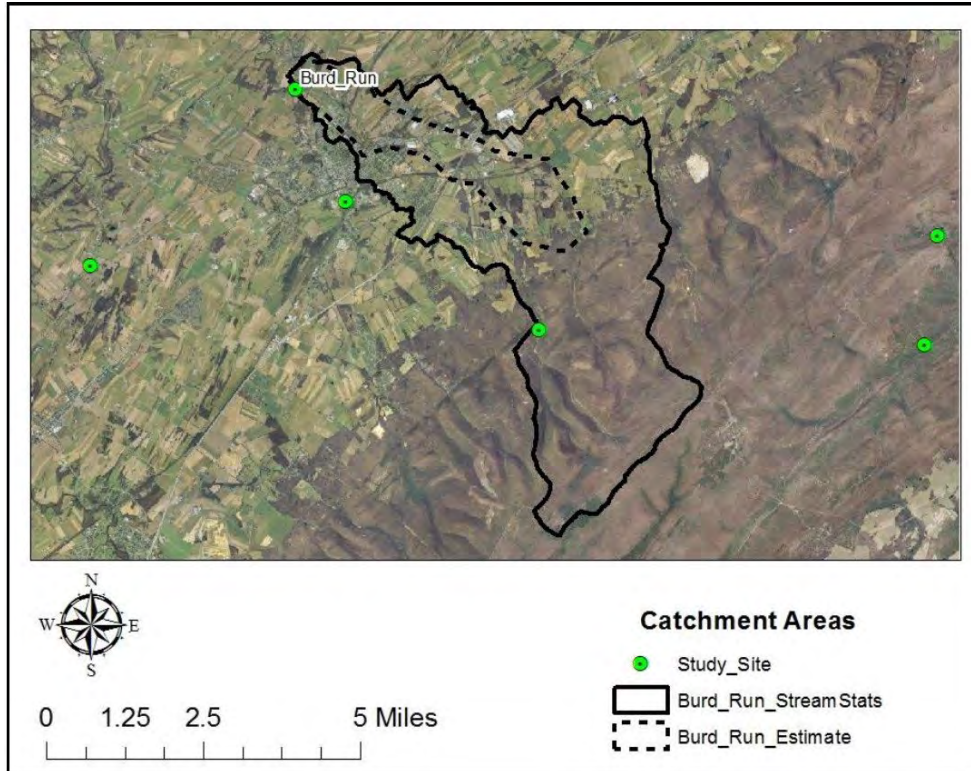 Burd_Run
N
W E
S
Catchment Areas
Study_Site
Burd_Run_StreamStats
Burd_Run_Estimate
0 1.25 2.5 5 Miles